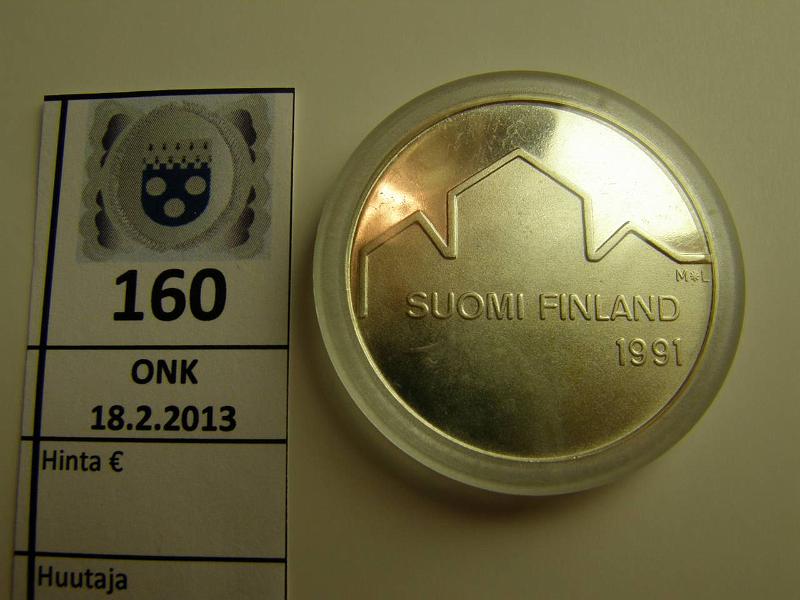 160
ONK
18.2.2013
Hinta €
Huutaja
M*L
SUOMI FINLAND
1991